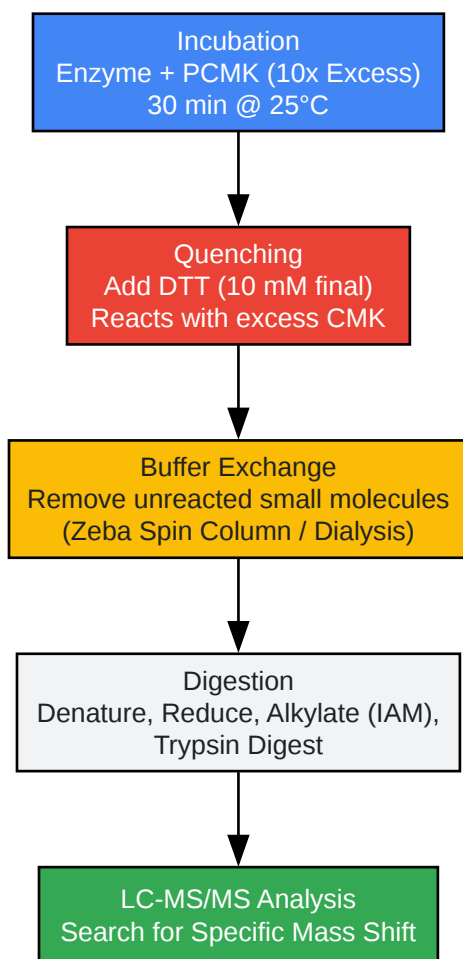 Incubation
Enzyme + PCMK (10x Excess)
30 min @ 25°C
Quenching
Add DTT (10 mM final)
Reacts with excess CMK
Buffer Exchange
Remove unreacted small molecules
(Zeba Spin Column / Dialysis)
Digestion
Denature, Reduce, Alkylate (IAM),
Trypsin Digest
LC-MS/MS Analysis
Search for Specific Mass Shift